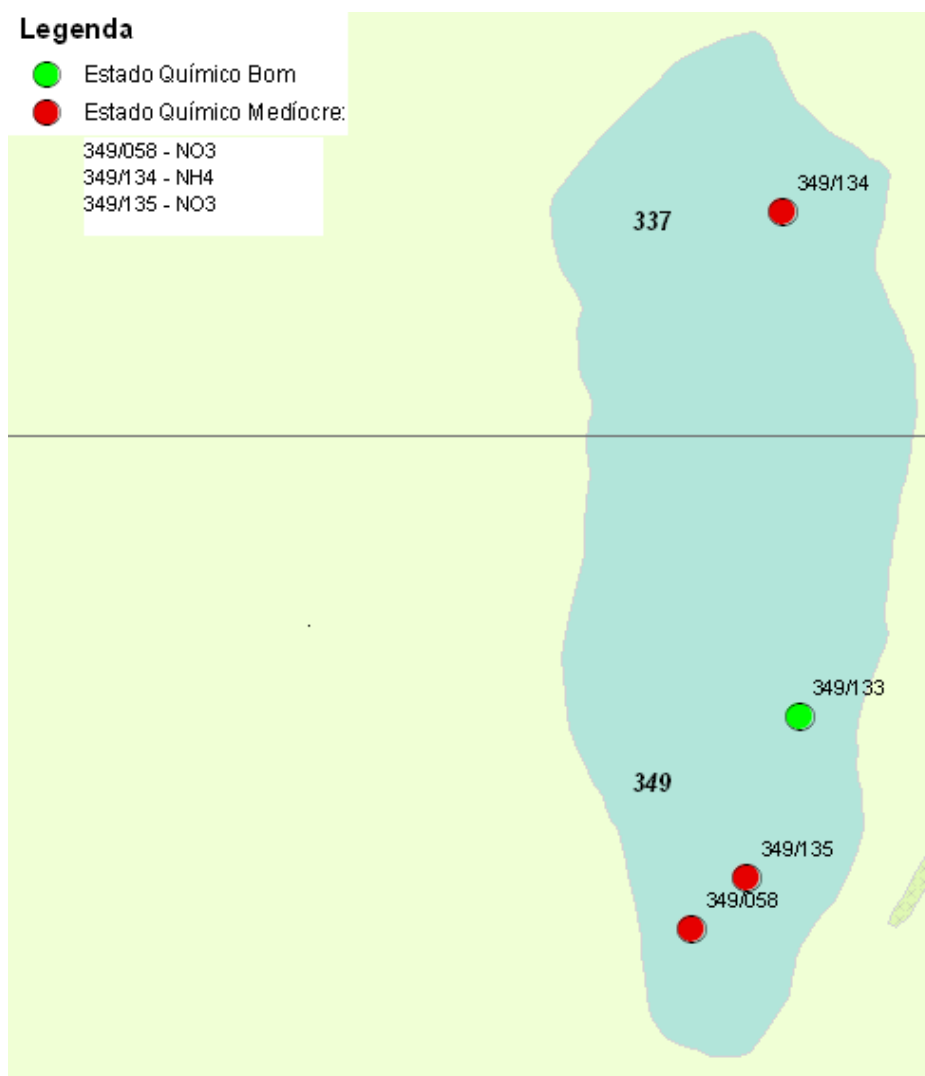 Legenda
Estado Químico Bom
Estado Químico Medíocre:
349/058 - NO3
349/134 - NH4
349/135 - NO3
349/134
337
349/133
349
349/135
349/058